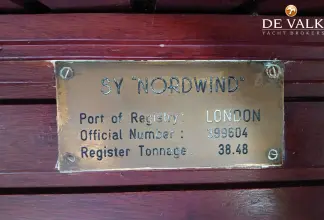 DE VALK
YACHT BROKERS
SY "NORDWIND"
Port of Registry: LONDON
Official Number : 399604
Register Tonnage 38.48